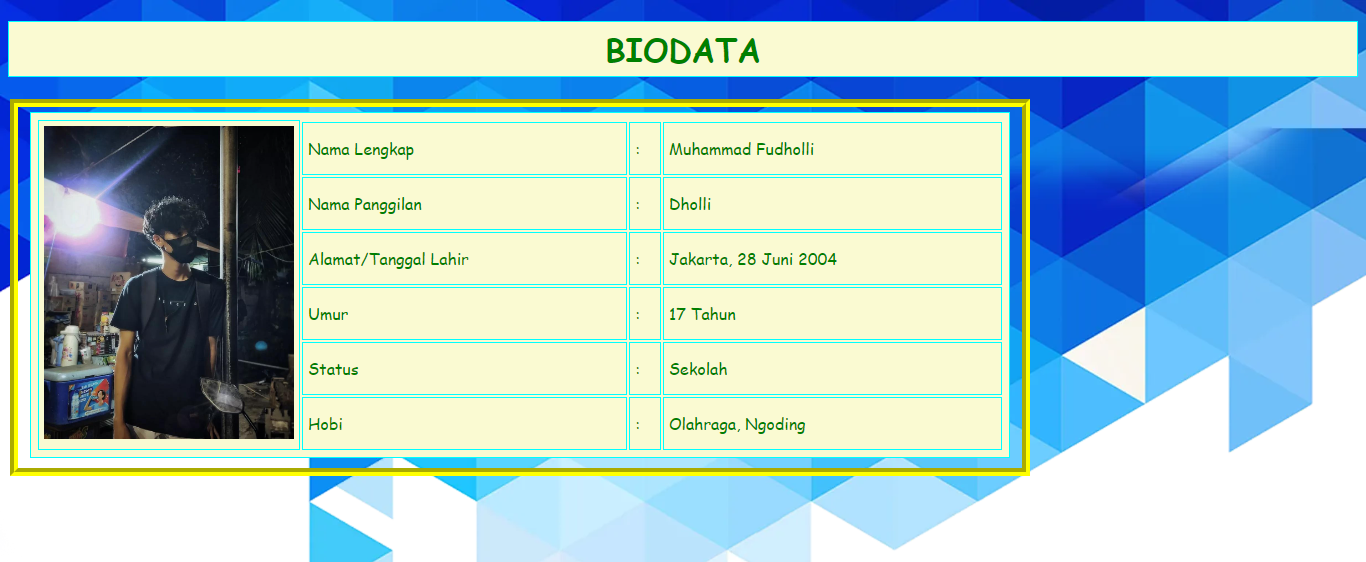 BIODATA
Nama Lengkap : Muhammad Fudholli
Nama Panggilan : Dholli
Alamat/Tanggal Lahir : Jakarta, 28 Juni 2004
Umur : 17 Tahun
Status : Sekolah
Hobi : Olahraga, Ngoding